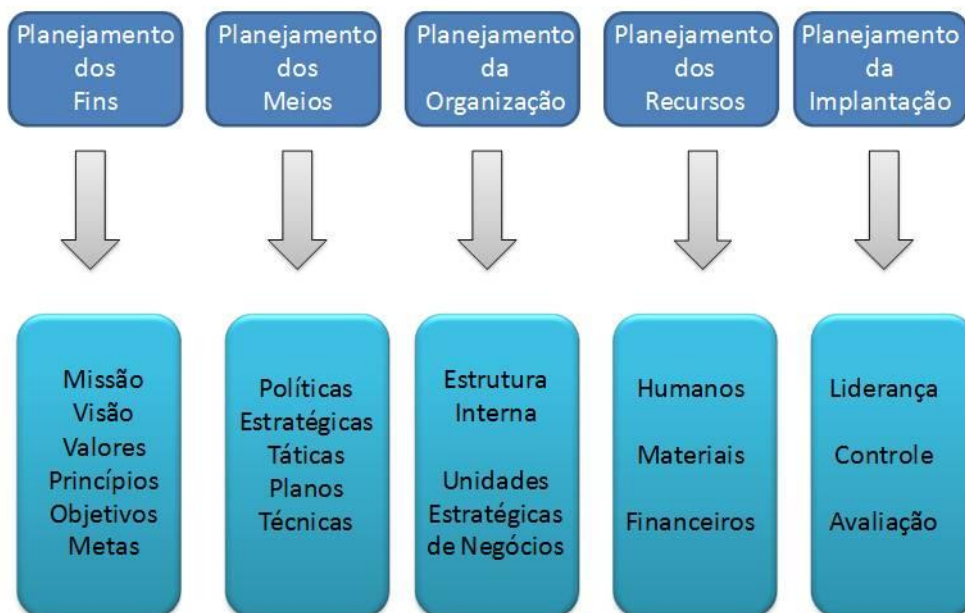 Planejamento
dos
Fins
Planejamento
dos
Meios
Planejamento
da
Organização
Planejamento
dos
Recursos
Planejamento
da
Implantação
Missão
Visão
Valores
Princípios
Objetivos
Metas
Políticas
Estratégicas
Táticas
Planos
Técnicas
Estrutura
Interna
Unidades
Estratégicas
de Negócios
Humanos
Materiais
Financeiros
Liderança
Controle
Avaliação